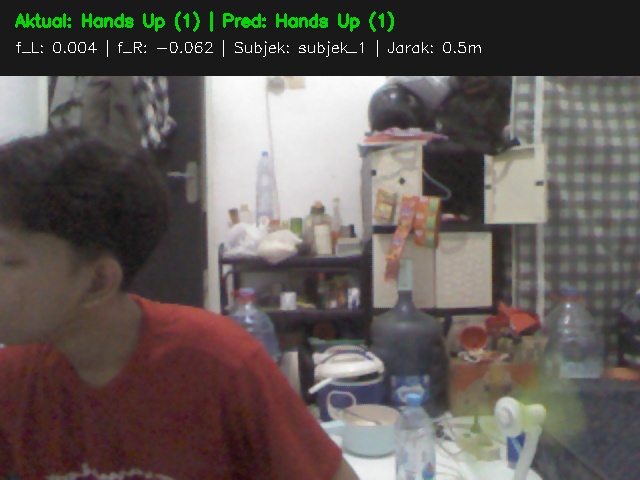 Aktual: Hands Up (1) | Pred: Hands Up (1)
f_L: 0.004 | f_R: -0.062 | Subjek: subjek_1 | Jarak: 0.5m